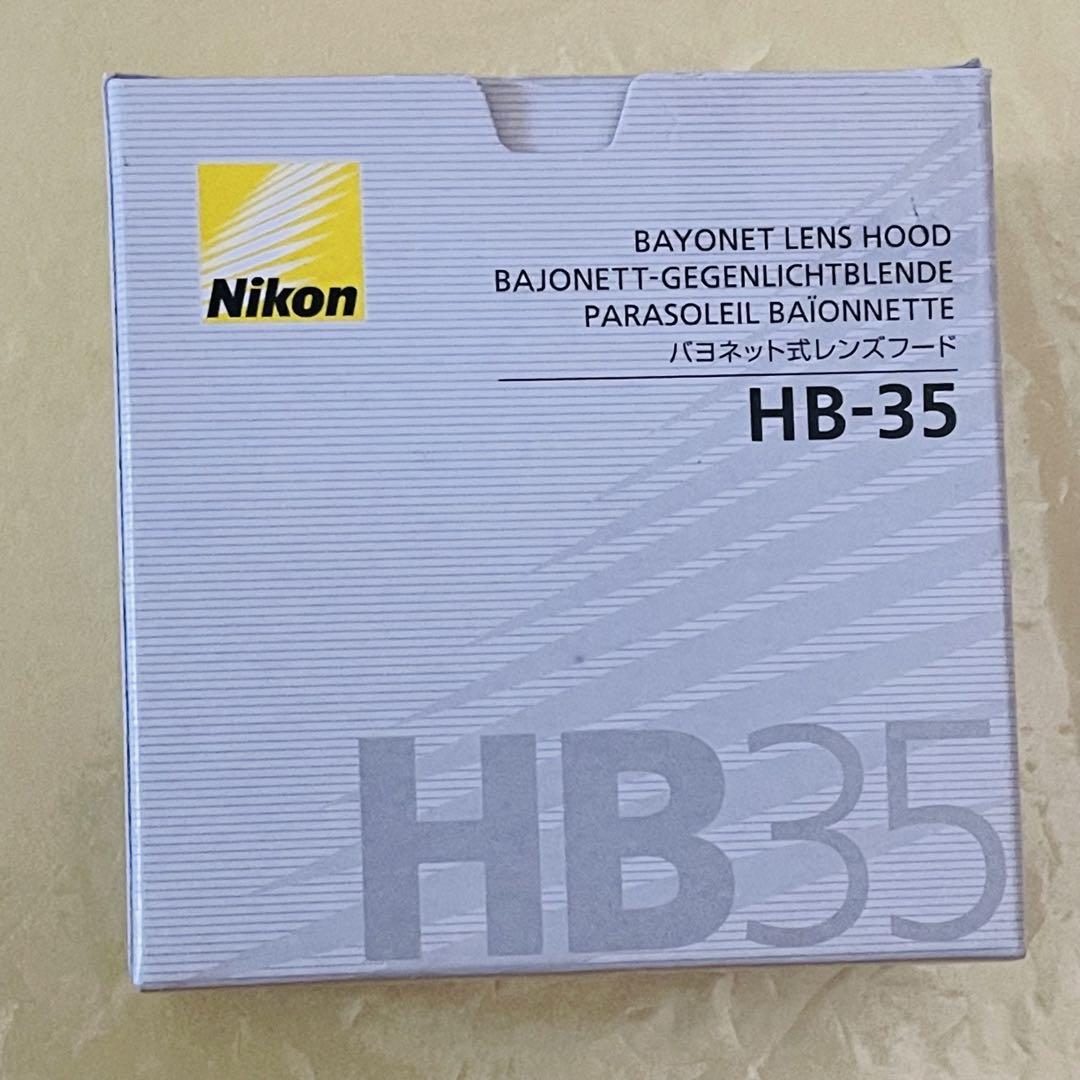 Nikon
BAYONET LENS HOOD
BAJONETT-GEGENLICHTBLENDE
PARASOLEIL BAÏONNETTE
バヨネット式レンズフード
HB-35
HB35